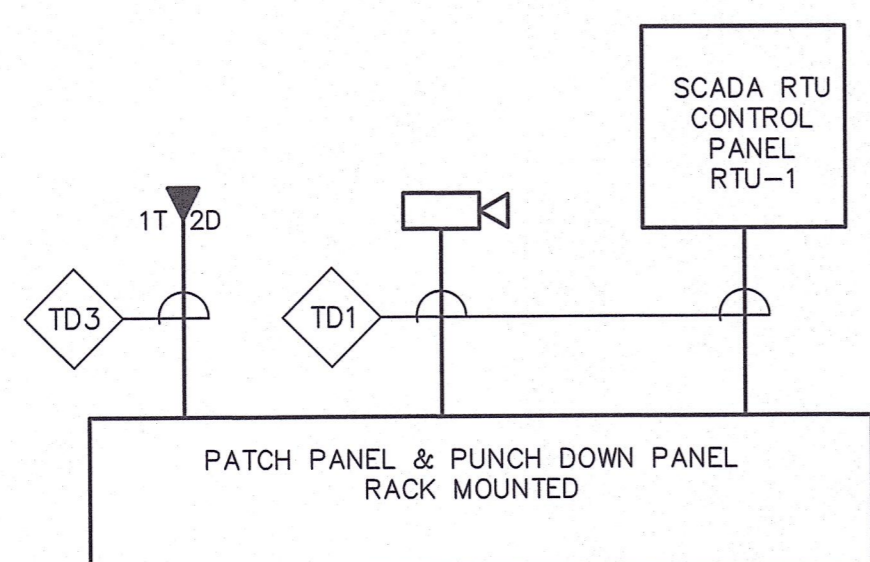 SCADA RTU
CONTROL
PANEL
RTU-1
1T 2D
TD3
TD1
PATCH PANEL & PUNCH DOWN PANEL
RACK MOUNTED